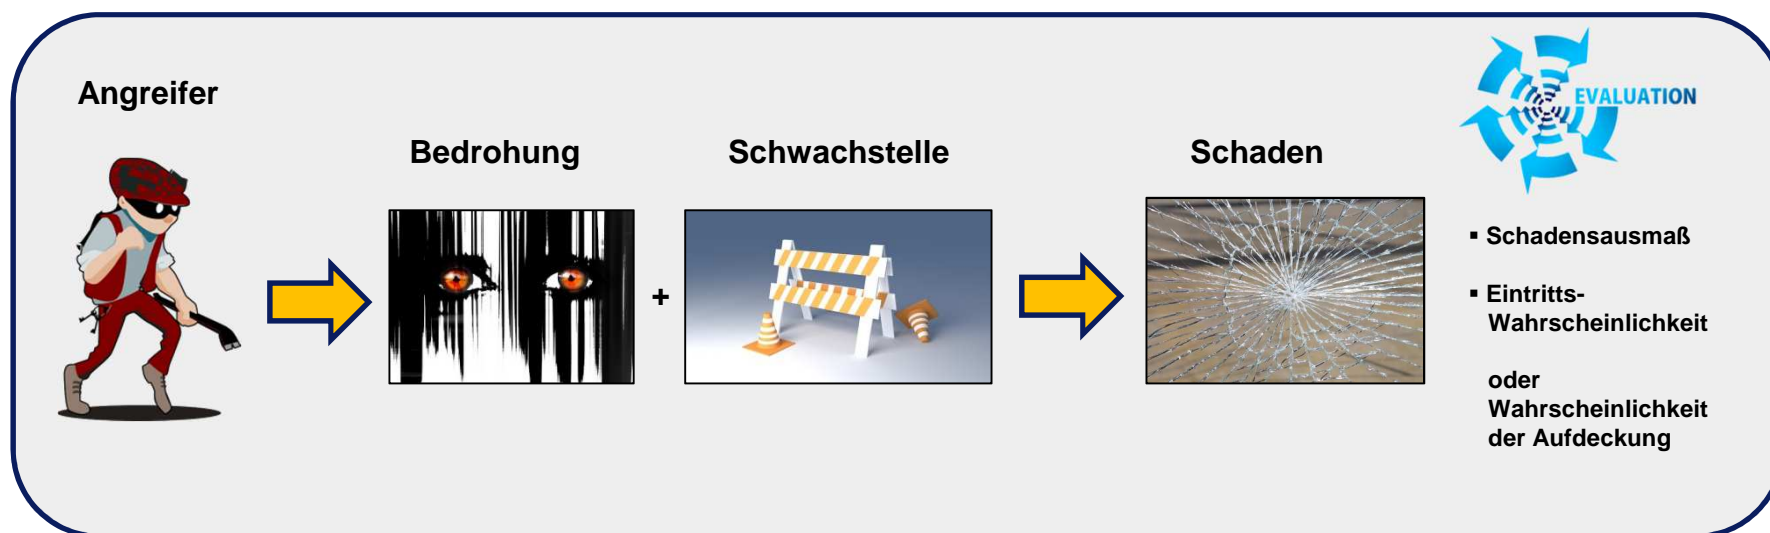 Angreifer
Bedrohung
+
Schwachstelle
Schaden
EVALUATION
▪ Schadensausmaß
▪ Eintritts-
Wahrscheinlichkeit
oder
Wahrscheinlichkeit
der Aufdeckung